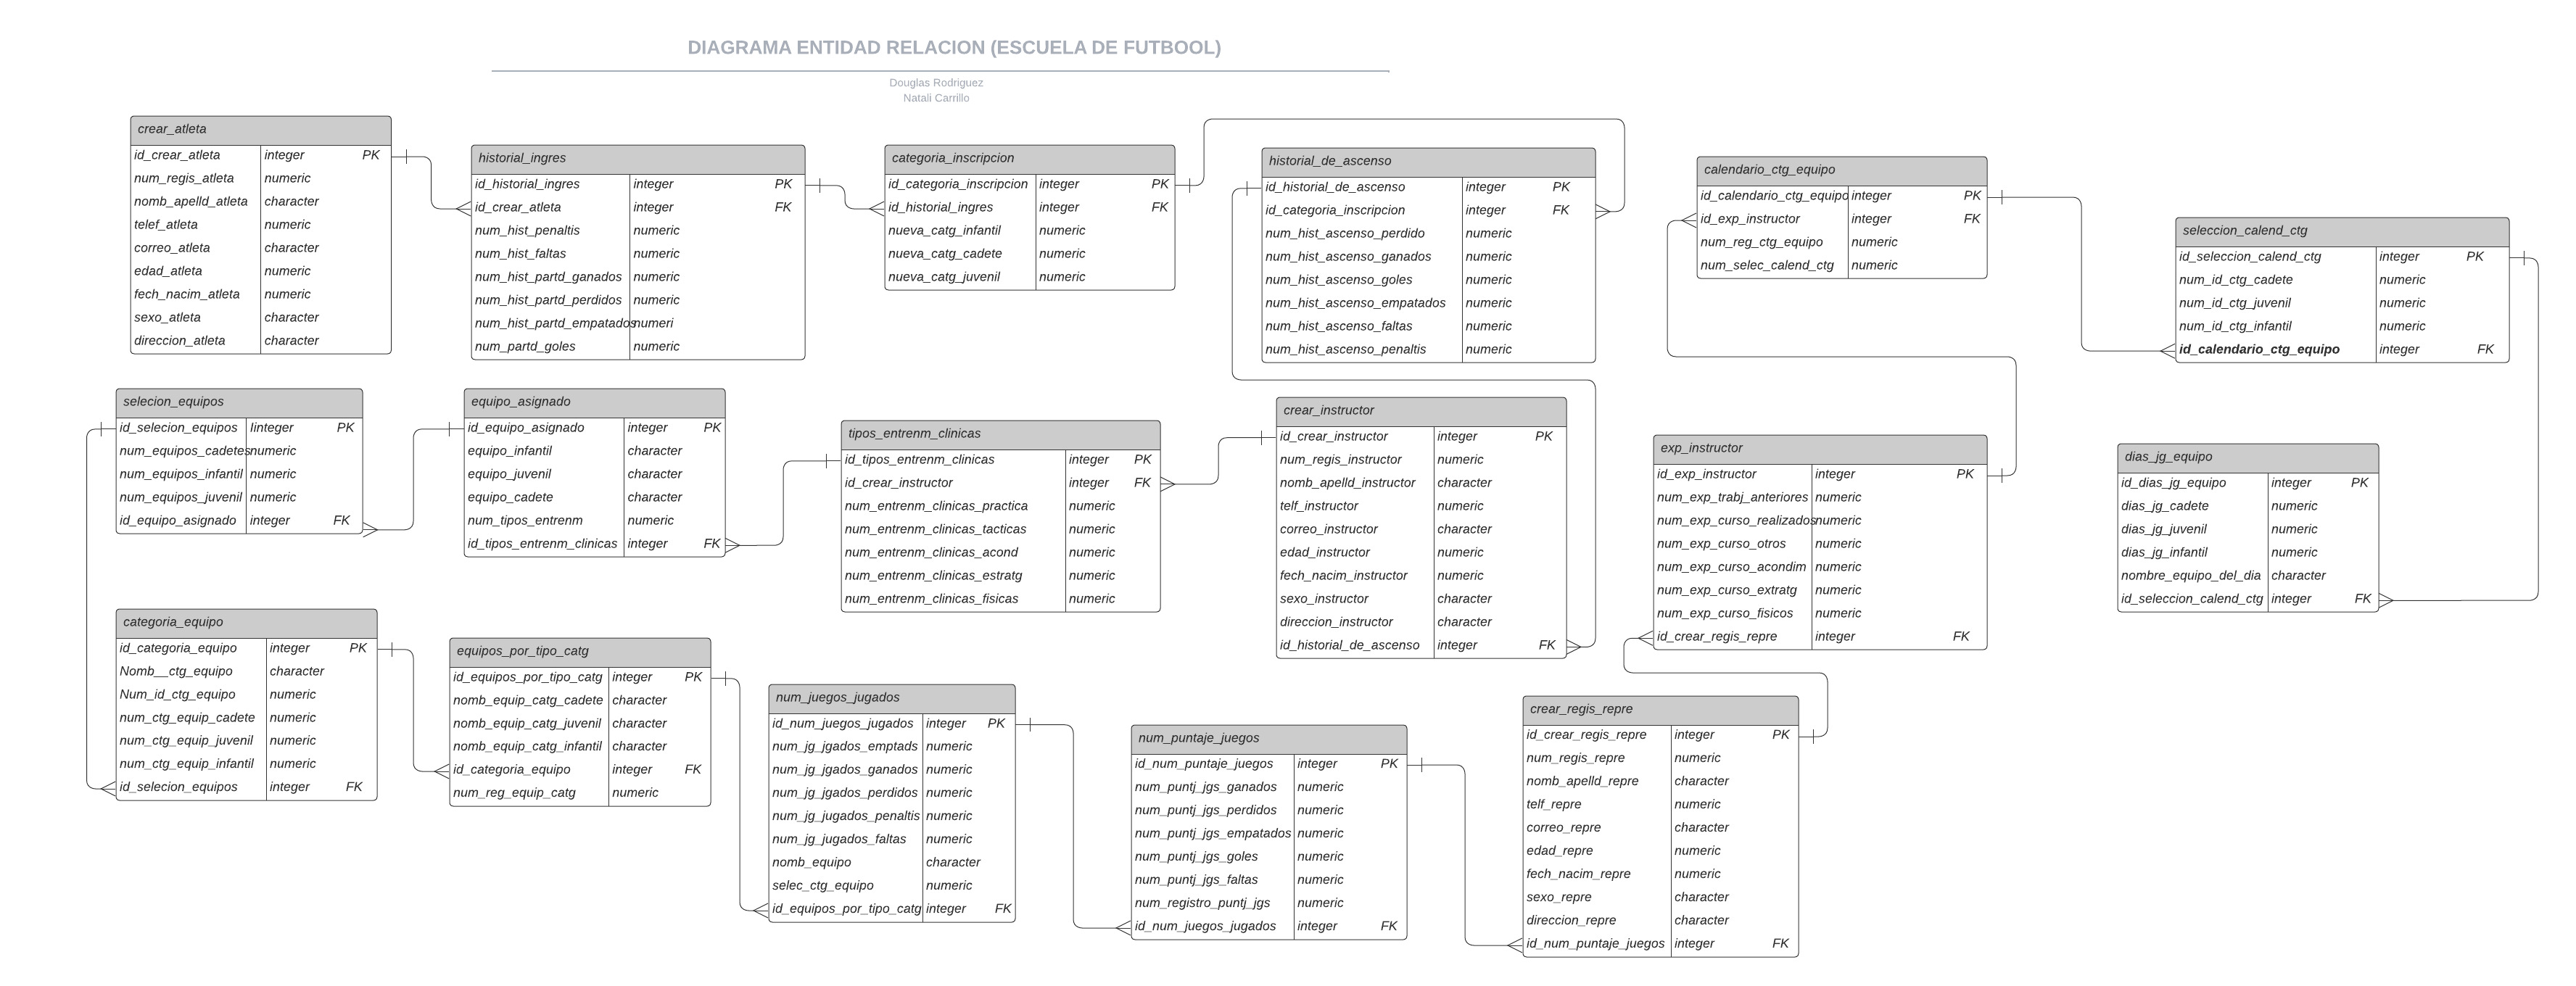 DIAGRAMA ENTIDAD RELACION (ESCUELA DE FUTBOOL)
Douglas Rodriguez
Natali Carrillo
crear_atleta
id_crear_atleta integer PK
num_regis_atleta numeric
nomb_apelld_atleta character
telef_atleta numeric
correo_atleta character
edad_atleta numeric
fech_nacim_atleta numeric
sexo_atleta character
direccion_atleta character
historial_ingres
id_historial_ingres integer PK
id_crear_atleta integer FK
num_hist_penaltis numeric
num_hist_faltas numeric
num_hist_partd_ganados numeric
num_hist_partd_perdidos numeric
num_hist_partd_empatados numeri
num_partd_goles numeric
categoria_inscripcion
id_categoria_inscripcion integer PK
id_historial_ingres integer FK
nueva_catg_infantil numeric
nueva_catg_cadete numeric
nueva_catg_juvenil numeric
historial_de_ascenso
id_historial_de_ascenso integer PK
id_categoria_inscripcion integer FK
num_hist_ascenso_perdido numeric
num_hist_ascenso_ganados numeric
num_hist_ascenso_goles numeric
num_hist_ascenso_empatados numeric
num_hist_ascenso_faltas numeric
num_hist_ascenso_penaltis numeric
calendario_ctg_equipo
id_calendario_ctg_equipo integer PK
id_exp_instructor integer FK
num_reg_ctg_equipo numeric
num_selec_calend_ctg numeric
seleccion_calend_ctg
id_seleccion_calend_ctg integer PK
num_id_ctg_cadete numeric
num_id_ctg_juvenil numeric
num_id_ctg_infantil numeric
id_calendario_ctg_equipo integer FK
selecion_equipos
id_selecion_equipos Iinteger PK
num_equipos_cadetes numeric
num_equipos_infantil numeric
num_equipos_juvenil numeric
id_equipo_asignado integer FK
equipo_asignado
id_equipo_asignado integer PK
equipo_infantil character
equipo_juvenil character
equipo_cadete character
num_tipos_entrenm numeric
id_tipos_entrenm_clinicas integer FK
tipos_entrenm_clinicas
id_tipos_entrenm_clinicas integer PK
id_crear_instructor integer FK
num_entrenm_clinicas_practica numeric
num_entrenm_clinicas_tacticas numeric
num_entrenm_clinicas_acond numeric
num_entrenm_clinicas_estratg numeric
num_entrenm_clinicas_fisicas numeric
crear_instructor
id_crear_instructor integer PK
num_regis_instructor numeric
nomb_apelld_instructor character
telf_instructor numeric
correo_instructor character
edad_instructor numeric
fech_nacim_instructor numeric
sexo_instructor character
direccion_instructor character
id_historial_de_ascenso integer FK
exp_instructor
id_exp_instructor integer PK
num_exp_trabj_anteriores numeric
num_exp_curso_realizados numeric
num_exp_curso_otros numeric
num_exp_curso_acondim numeric
num_exp_curso_extratg numeric
num_exp_curso_fisicos numeric
id_crear_regis_repre integer FK
dias_jg_equipo
id_dias_jg_equipo integer PK
dias_jg_cadete numeric
dias_jg_juvenil numeric
dias_jg_infantil numeric
nombre_equipo_del_dia character
id_seleccion_calend_ctg integer FK
categoria_equipo
id_categoria_equipo integer PK
Nomb__ctg_equipo character
Num_id_ctg_equipo numeric
num_ctg_equip_cadete numeric
num_ctg_equip_juvenil numeric
num_ctg_equip_infantil numeric
id_selecion_equipos integer FK
equipos_por_tipo_catg
id_equipos_por_tipo_catg integer PK
nomb_equip_catg_cadete character
nomb_equip_catg_juvenil character
nomb_equip_catg_infantil character
id_categoria_equipo integer FK
num_reg_equip_catg numeric
num_juegos_jugados
id_num_juegos_jugados integer PK
num_jg_jgados_emptads numeric
num_jg_jgados_ganados numeric
num_jg_jgados_perdidos numeric
num_jg_jugados_penaltis numeric
num_jg_jugados_faltas numeric
nomb_equipo character
selec_ctg_equipo numeric
id_equipos_por_tipo_catg integer FK
num_puntaje_juegos
id_num_puntaje_juegos integer PK
num_puntj_jgs_ganados numeric
num_puntj_jgs_perdidos numeric
num_puntj_jgs_empatados numeric
num_puntj_jgs_goles numeric
num_puntj_jgs_faltas numeric
num_registro_puntj_jgs numeric
id_num_juegos_jugados integer FK
crear_regis_repre
id_crear_regis_repre integer PK
num_regis_repre numeric
nomb_apelld_repre character
telf_repre numeric
correo_repre character
edad_repre numeric
fech_nacim_repre numeric
sexo_repre character
direccion_repre character
id_num_puntaje_juegos integer FK